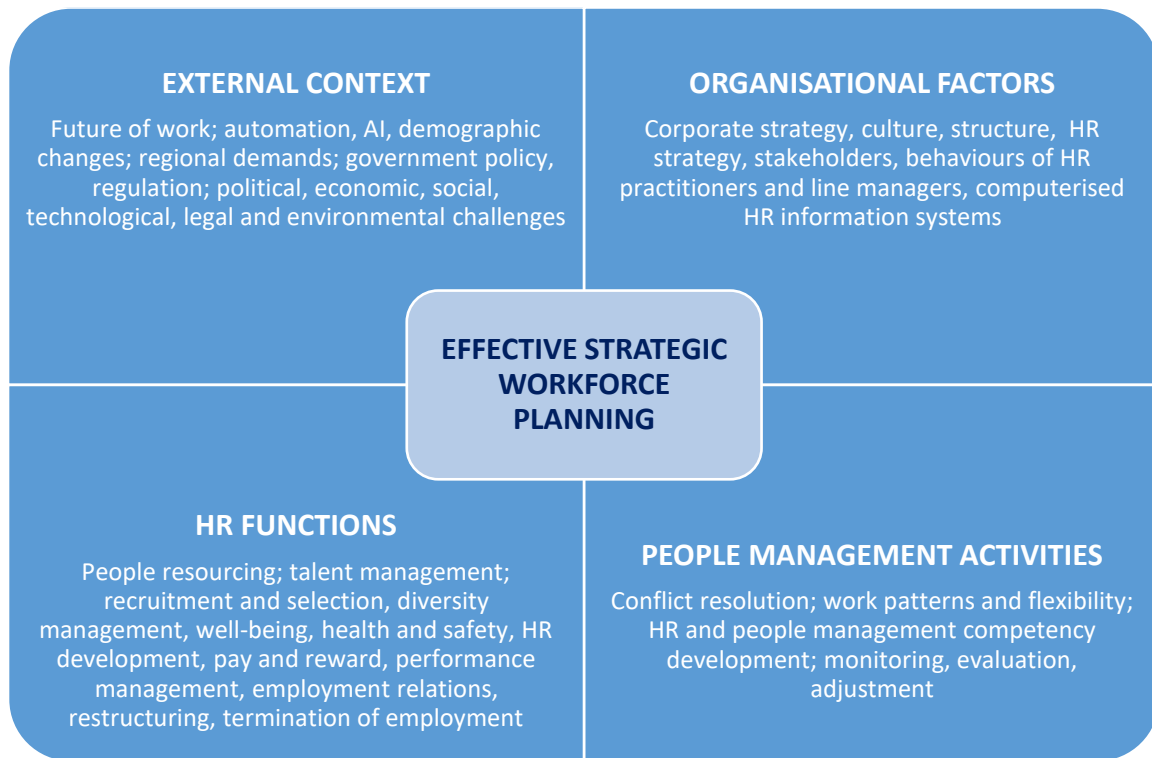 EXTERNAL CONTEXT
Future of work; automation, AI, demographic
changes; regional demands; government policy,
regulation; political, economic, social,
technological, legal and environmental challenges
ORGANISATIONAL FACTORS
Corporate strategy, culture, structure, HR
strategy, stakeholders, behaviours of HR
practitioners and line managers, computerised
HR information systems
EFFECTIVE STRATEGIC
WORKFORCE
PLANNING
HR FUNCTIONS
People resourcing; talent management;
recruitment and selection, diversity
management, well-being, health and safety, HR
development, pay and reward, performance
management, employment relations,
restructuring, termination of employment
PEOPLE MANAGEMENT ACTIVITIES
Conflict resolution; work patterns and flexibility;
HR and people management competency
development; monitoring, evaluation,
adjustment